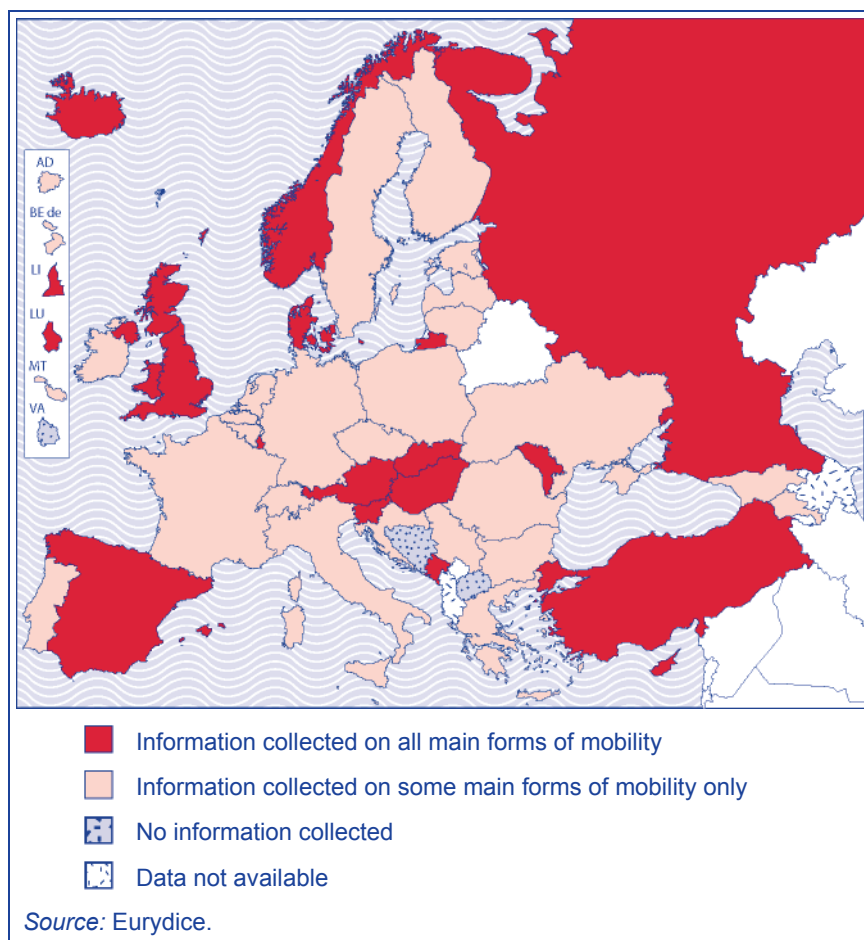 AD
BE de
LI
LU
MT
VA
Information collected on all main forms of mobility
Information collected on some main forms of mobility only
No information collected
Data not available
Source: Eurydice.